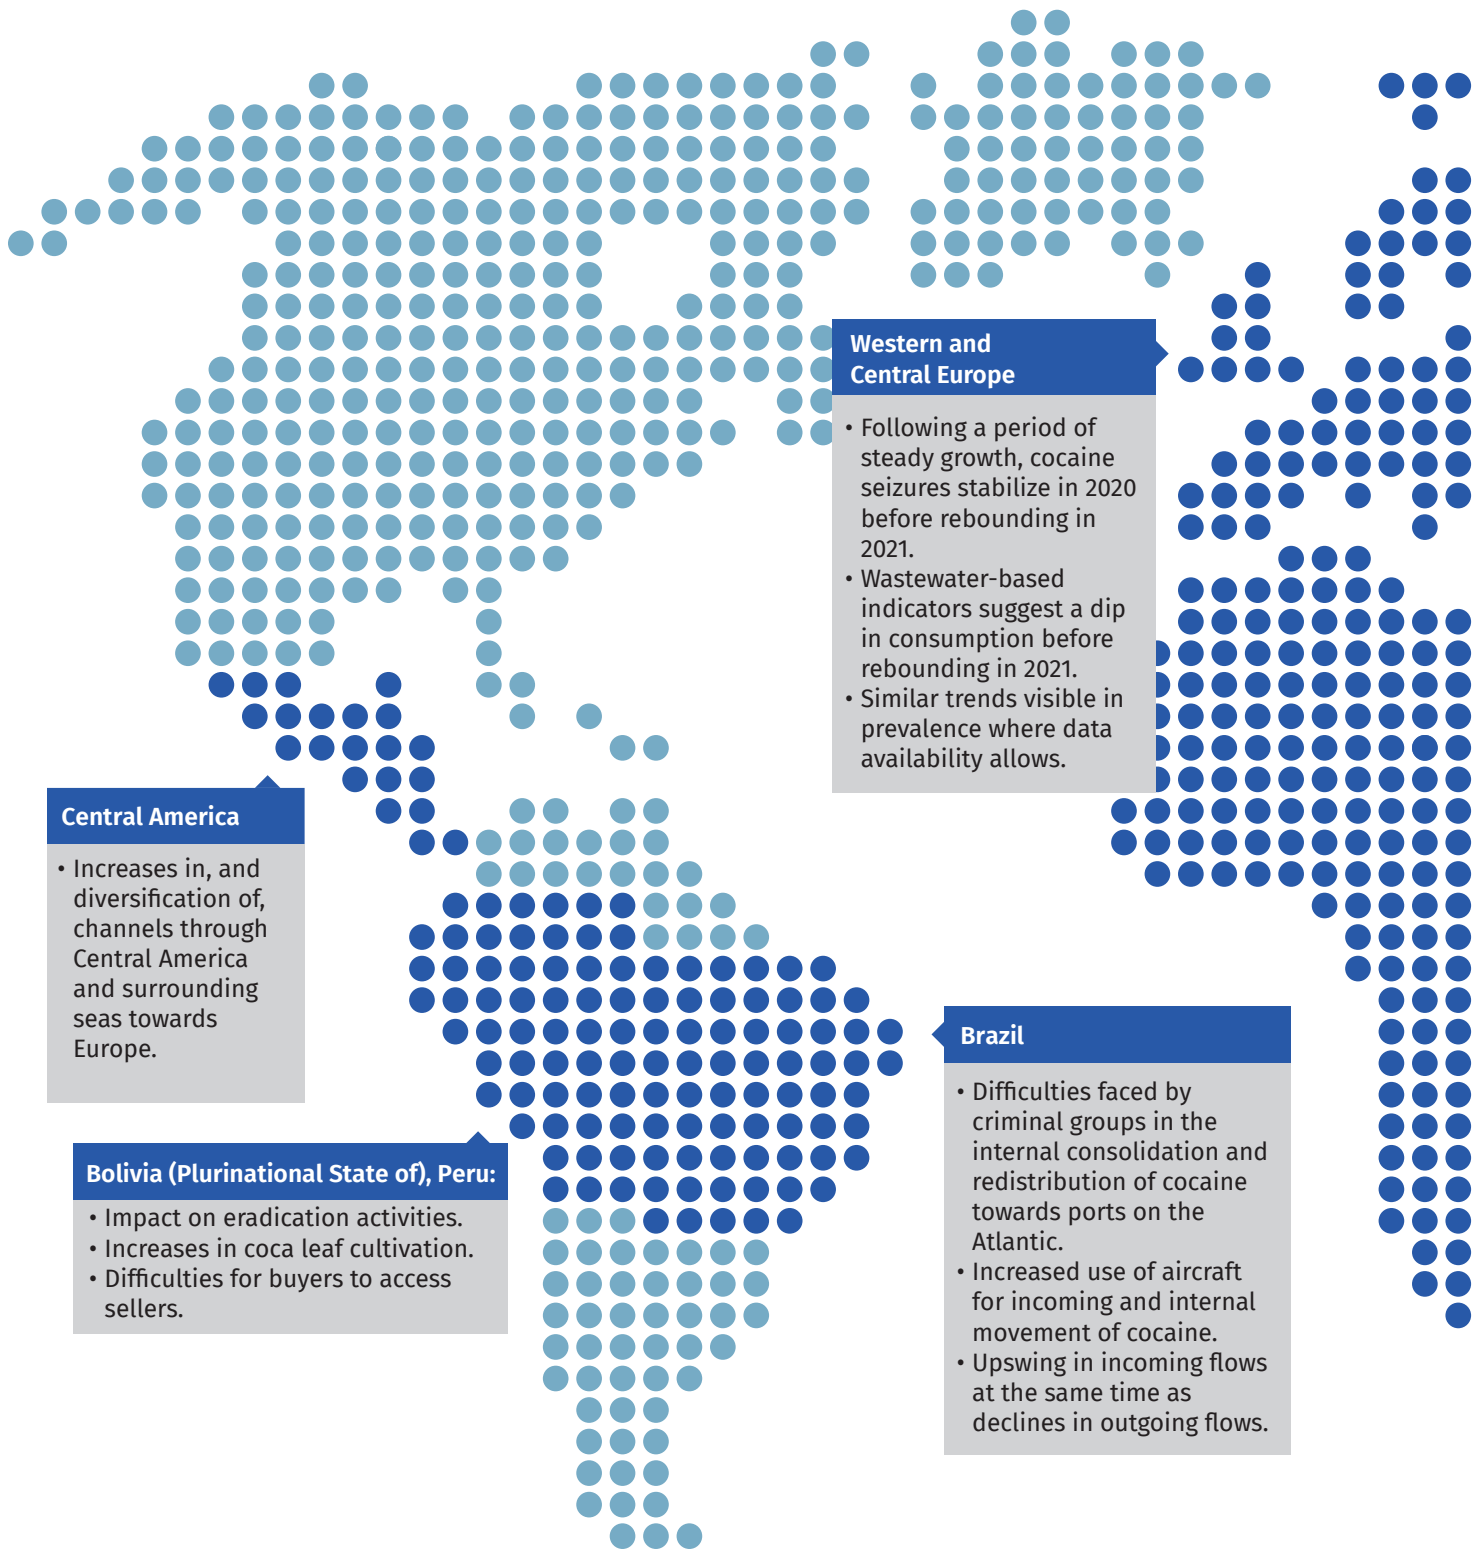 Western and
Central Europe
• Following a period of
steady growth, cocaine
seizures stabilize in 2020
before rebounding in
2021.
• Wastewater-based
indicators suggest a dip
in consumption before
rebounding in 2021.
• Similar trends visible in
prevalence where data
availability allows.
Central America
• Increases in, and
diversification of,
channels through
Central America
and surrounding
seas towards
Europe.
Brazil
• Difficulties faced by
criminal groups in the
internal consolidation and
redistribution of cocaine
towards ports on the
Atlantic.
• Increased use of aircraft
for incoming and internal
movement of cocaine.
• Upswing in incoming flows
at the same time as
declines in outgoing flows.
Bolivia (Plurinational State of), Peru:
• Impact on eradication activities.
• Increases in coca leaf cultivation.
• Difficulties for buyers to access
sellers.